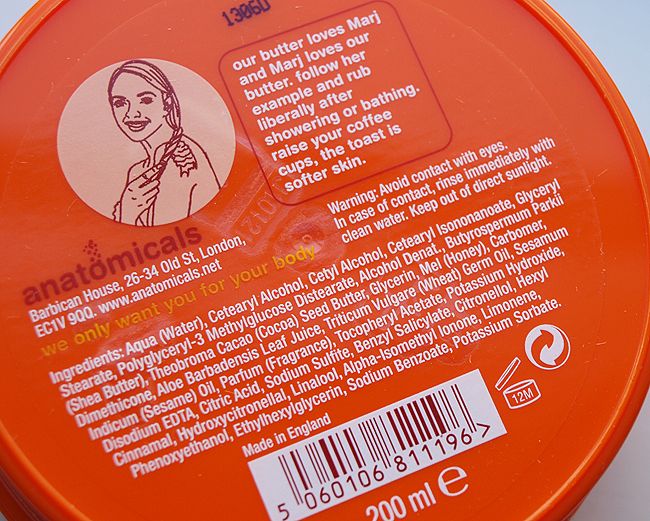 1306D
our butter loves Marj
and Marj loves our
butter. follow her
example and rub
liberally after
showering or bathing.
raise your coffee
cups, the toast is
softer skin.
Warning: Avoid contact with eyes.
In case of contact, rinse immediately with
clean water. Keep out of direct sunlight.
anatomicals
Barbican House, 26-34 Old St, London,
EC1V 9QQ. www.anatomicals.net
we only want you for your body
Ingredients: Aqua (Water), Cetearyl Alcohol, Cetyl Alcohol, Cetearyl Isononanoate, Glyceryl
Stearate, Polyglyceryl-3 Methylglucose Distearate, Alcohol Denat., Butyrospermum Parkii
(Shea Butter), Theobroma Cacao (Cocoa) Seed Butter, Glycerin, Mel (Honey), Carbomer,
Dimethicone, Aloe Barbadensis Leaf Juice, Triticum Vulgare (Wheat) Germ Oil, Sesamum
Indicum (Sesame) Oil, Parfum (Fragrance), Tocopheryl Acetate, Potassium Hydroxide,
Disodium EDTA, Citric Acid, Sodium Sulfite, Benzyl Salicylate, Citronellol, Hexyl
Cinnamal, Hydroxycitronellal, Linalool, Alpha-Isomethyl Ionone, Limonene,
Phenoxyethanol, Ethylhexylglycerin, Sodium Benzoate, Potassium Sorbate.
Made in England
12M
5 060106 811196 >
200 ml e